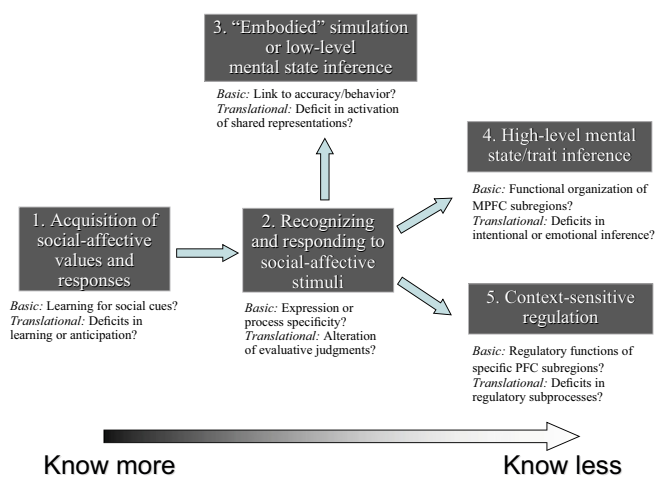 3. “Embodied” simulation
or low-level
mental state inference
Basic: Link to accuracy/behavior?
Translational: Deficit in activation
of shared representations?
4. High-level mental
state/trait inference
Basic: Functional organization of
MPFC subregions?
Translational: Deficits in
intentional or emotional inference?
1. Acquisition of
social-affective
values and
responses
Basic: Learning for social cues?
Translational: Deficits in
learning or anticipation?
2. Recognizing
and responding to
social-affective
stimuli
Basic: Expression or
process specificity?
Translational: Alteration
of evaluative judgments?
5. Context-sensitive
regulation
Basic: Regulatory functions of
specific PFC subregions?
Translational: Deficits in
regulatory subprocesses?
Know more
Know less